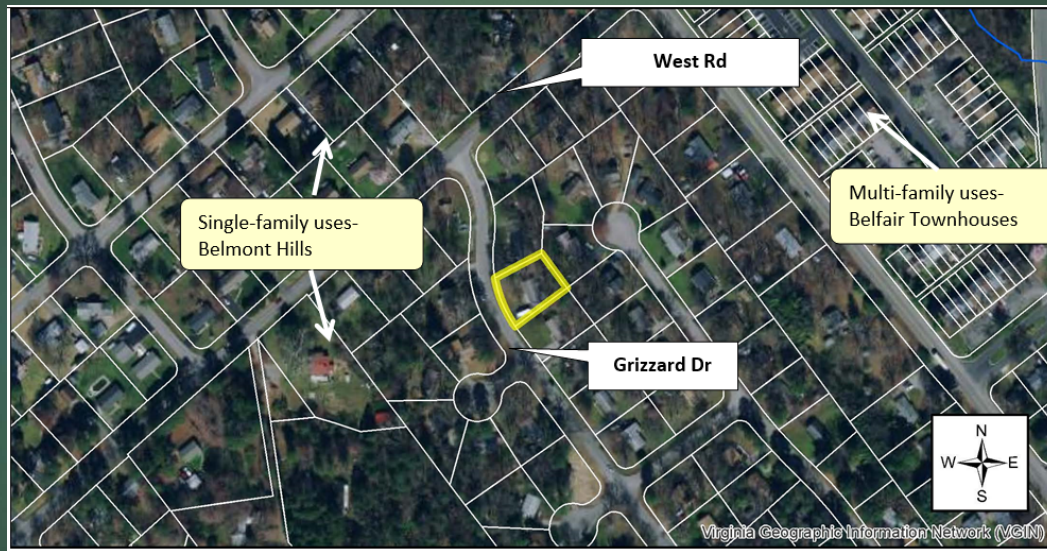 West Rd
Single-family uses-
Belmont Hills
Multi-family uses-
Belfair Townhouses
Grizzard Dr
N
W E
S
Virginia Geographic Information Network (VGIN)